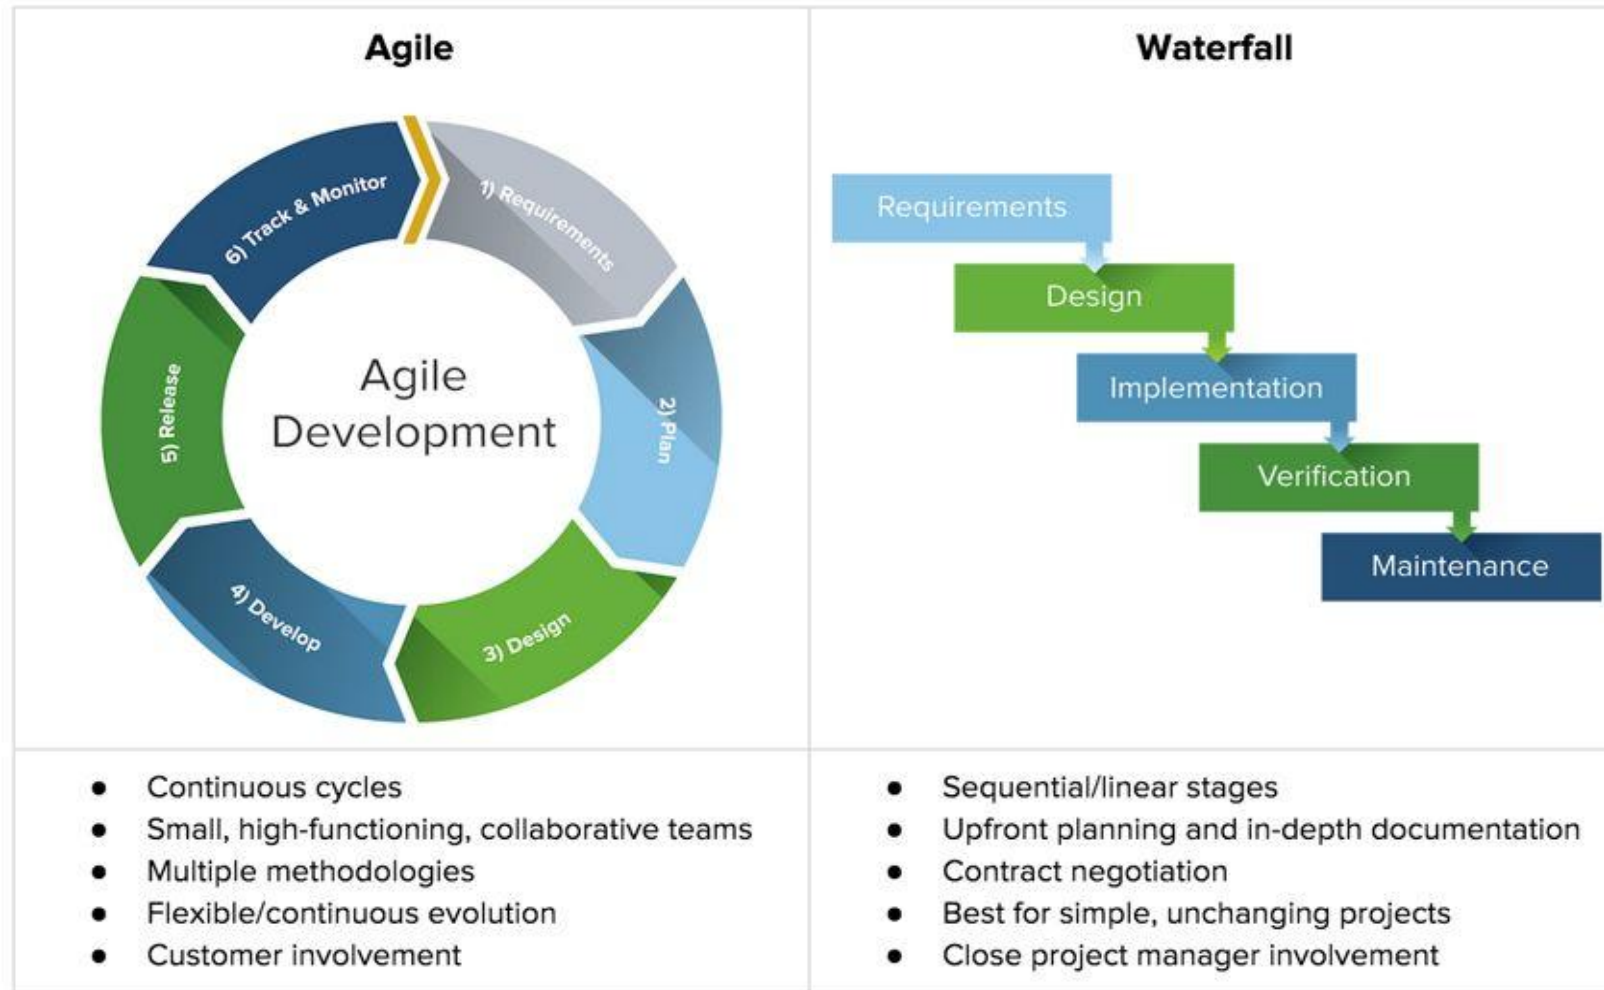 Agile
1) Requirements
2) Plan
3) Design
4) Develop
5) Release
6) Track & Monitor
Agile
Development
● Continuous cycles
● Small, high-functioning, collaborative teams
● Multiple methodologies
● Flexible/continuous evolution
● Customer involvement
Waterfall
Requirements
Design
Implementation
Verification
Maintenance
● Sequential/linear stages
● Upfront planning and in-depth documentation
● Contract negotiation
● Best for simple, unchanging projects
● Close project manager involvement